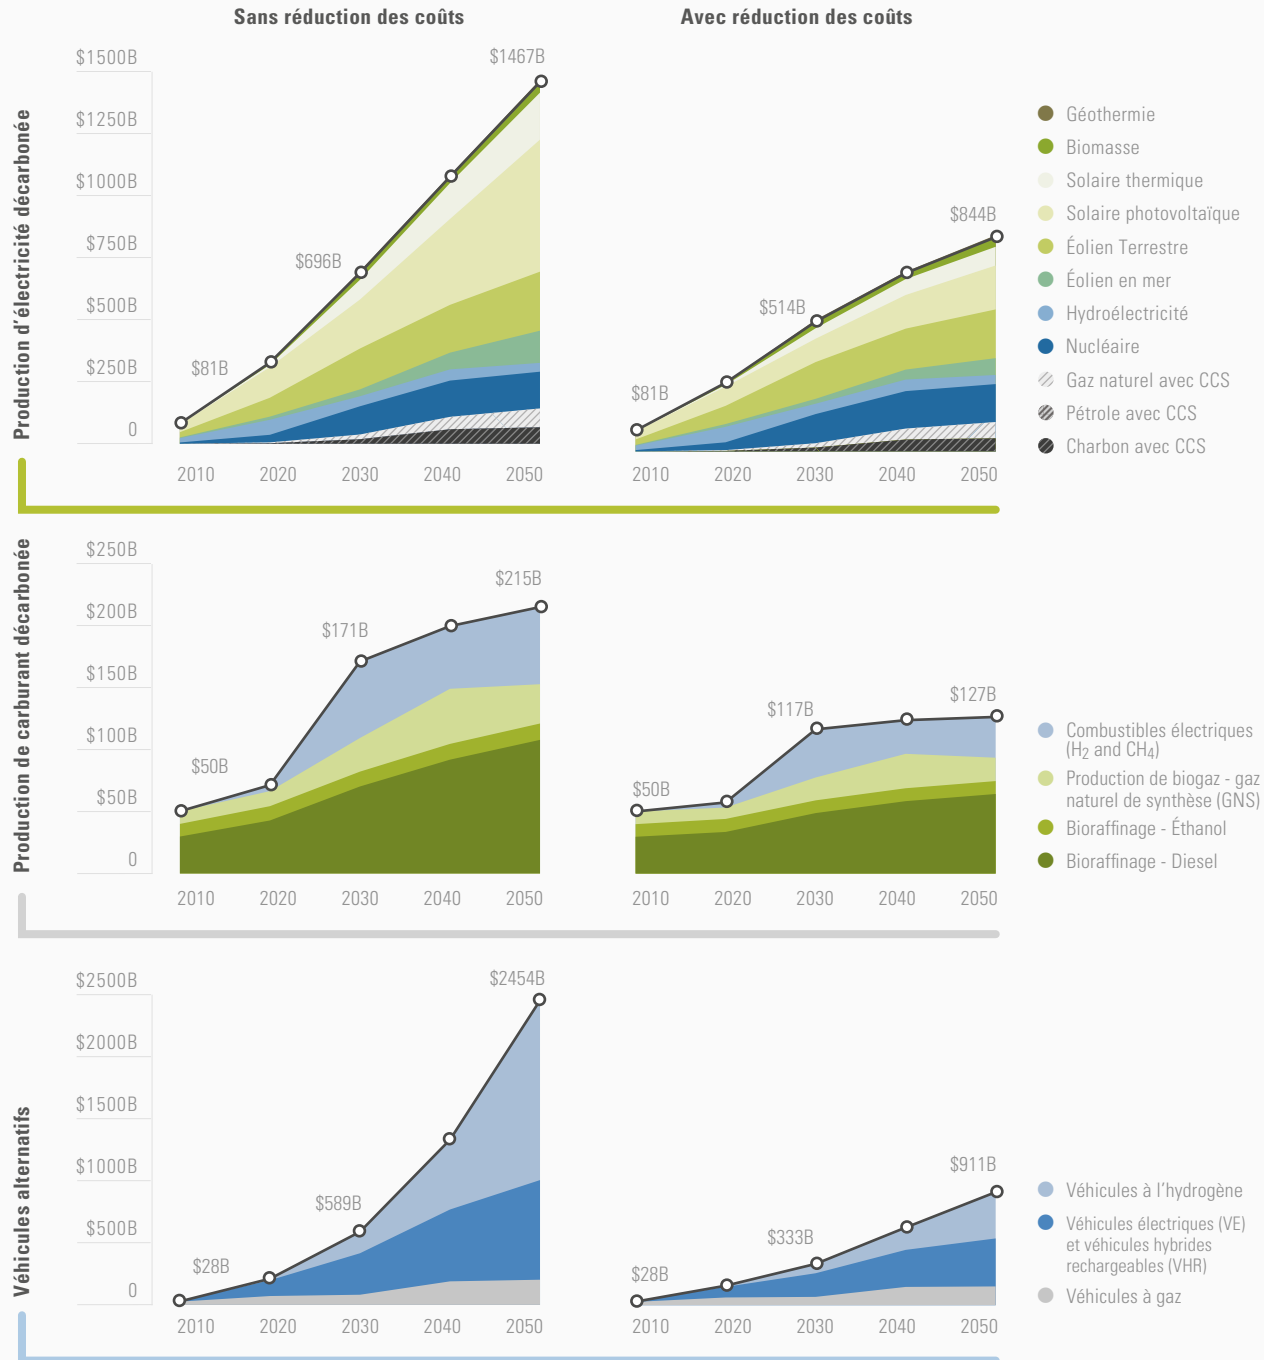 Sans réduction des coûts
Avec réduction des coûts
Production d'électricité décarbonée
$1500B
$1250B
$1000B
$750B
$500B
$250B
0
$81B
$696B
$1467B
2010 2020 2030 2040 2050
$81B
$514B
$844B
2010 2020 2030 2040 2050
Géothermie
Biomasse
Solaire thermique
Solaire photovoltaïque
Éolien Terrestre
Éolien en mer
Hydroélectricité
Nucléaire
Gaz naturel avec CCS
Pétrole avec CCS
Charbon avec CCS
Production de carburant décarbonée
$250B
$200B
$150B
$100B
$50B
0
$50B
$171B
$215B
2010 2020 2030 2040 2050
$50B
$117B
$127B
2010 2020 2030 2040 2050
Combustibles électriques
(H2 and CH4)
Production de biogaz - gaz
naturel de synthèse (GNS)
Bioraffinage - Éthanol
Bioraffinage - Diesel
Véhicules alternatifs
$2500B
$2000B
$1500B
$1000B
$500B
0
$28B
$589B
$2454B
2010 2020 2030 2040 2050
$28B
$333B
$911B
2010 2020 2030 2040 2050
Véhicules à l'hydrogène
Véhicules électriques (VE)
et véhicules hybrides
rechargeables (VHR)
Véhicules à gaz